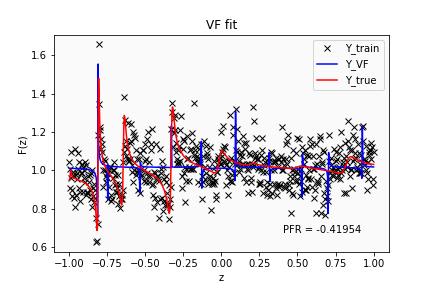 VF fit
Y_train
Y_VF
Y_true
F(z)
1.6
1.4
1.2
1.0
0.8
0.6
PFR = -0.41954
−1.00 −0.75 −0.50 −0.25 0.00 0.25 0.50 0.75 1.00
z